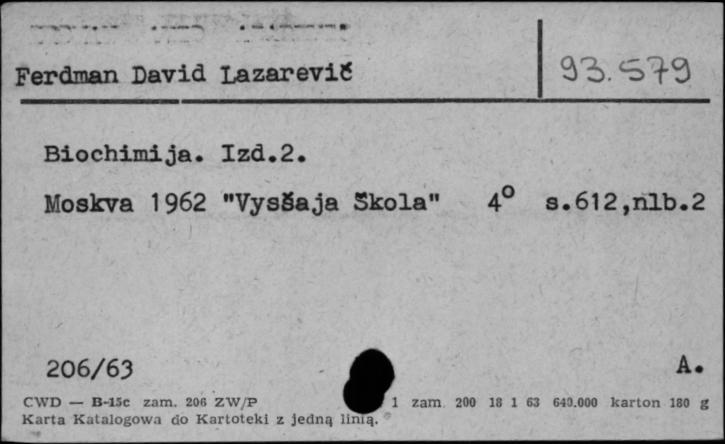 Ferdman David Lazarevič 93.579
Biochimija. Izd.2.
Moskva 1962 "Vysšaja Škola" 4° s.612,nlb.2
206/63 A.
CWD — B-15c zam. 206 ZW/P 1 zam. 200 18 1 63 640.000 karton 180 g
Karta Katalogowa do Kartoteki z jedną linią.